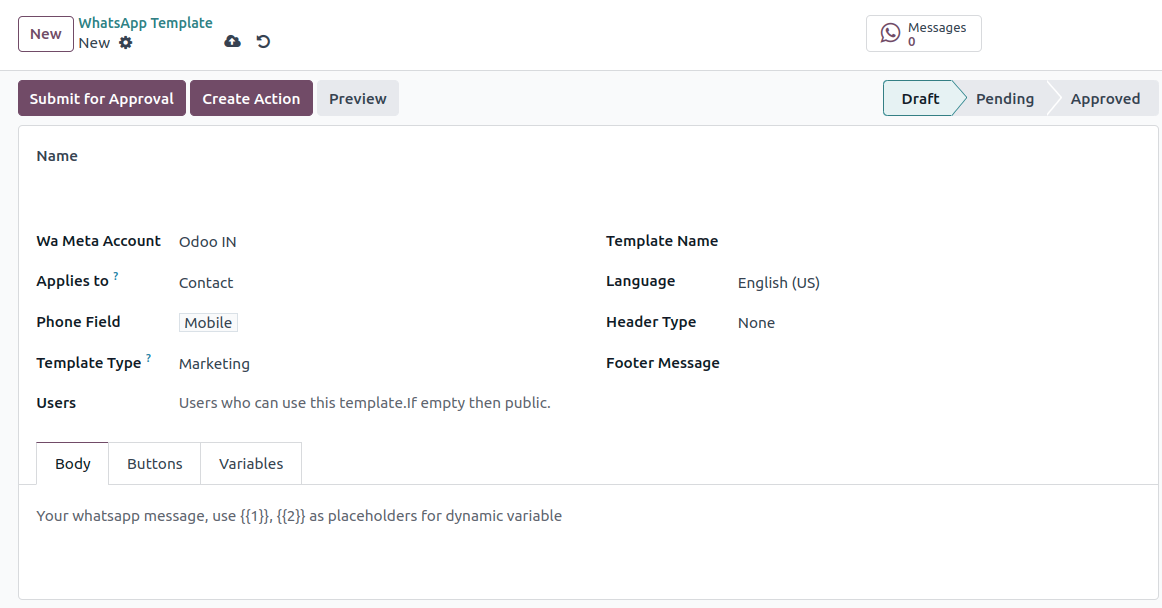 New
WhatsApp Template
New
Messages
0
Submit for Approval
Create Action
Preview
Draft
Pending
Approved
Name
Wa Meta Account
Odoo IN
Template Name
Applies to ?
Contact
Language
English (US)
Phone Field
Mobile
Header Type
None
Template Type ?
Marketing
Footer Message
Users
Users who can use this template.If empty then public.
Body
Buttons
Variables
Your whatsapp message, use {{1}}, {{2}} as placeholders for dynamic variable